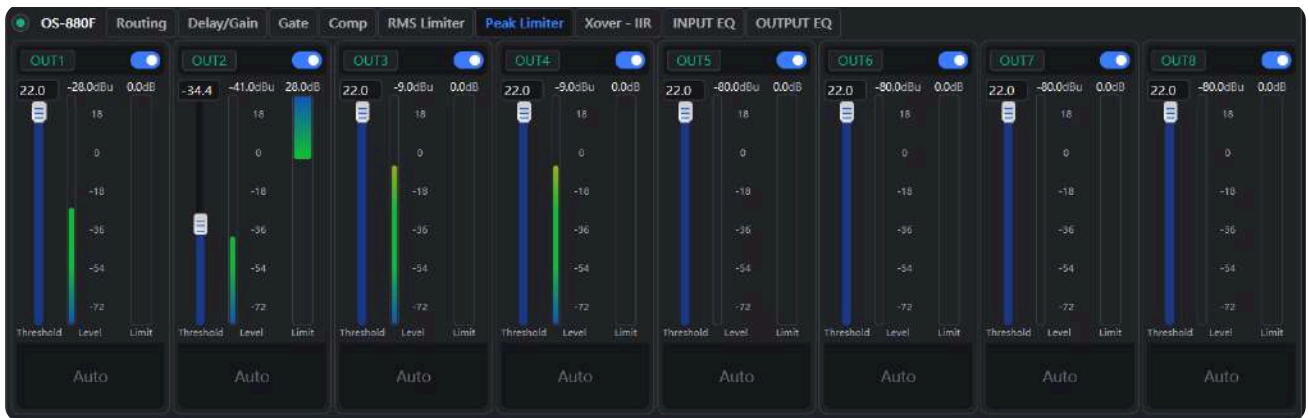 OS-880F Routing Delay/Gain Gate Comp RMS Limiter Peak Limiter Xover - IIR INPUT EQ OUTPUT EQ
OUT1 OUT2 OUT3 OUT4 OUT5 OUT6 OUT7 OUT8
22.0 -28.0dBu 0.0dB -34.4 -41.0dBu 28.0dB 22.0 -9.0dBu 0.0dB 22.0 -9.0dBu 0.0dB 22.0 -80.0dBu 0.0dB 22.0 -80.0dBu 0.0dB 22.0 -80.0dBu 0.0dB 22.0 -80.0dBu 0.0dB
18 18 18 18 18 18 18 18
0 0 0 0 0 0 0 0
-18 -18 -18 -18 -18 -18 -18 -18
-36 -36 -36 -36 -36 -36 -36 -36
-54 -54 -54 -54 -54 -54 -54 -54
-72 -72 -72 -72 -72 -72 -72 -72
Threshold Level Limit Threshold Level Limit Threshold Level Limit Threshold Level Limit Threshold Level Limit Threshold Level Limit Threshold Level Limit Threshold Level Limit
Auto Auto Auto Auto Auto Auto Auto Auto